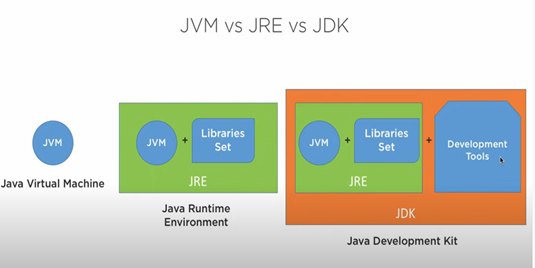 JVM vs JRE vs JDK
JVM
Java Virtual Machine
JVM
+
Libraries
Set
JRE
Java Runtime
Environment
JVM
+
Libraries
Set
JRE
+
Development
Tools
JDK
Java Development Kit